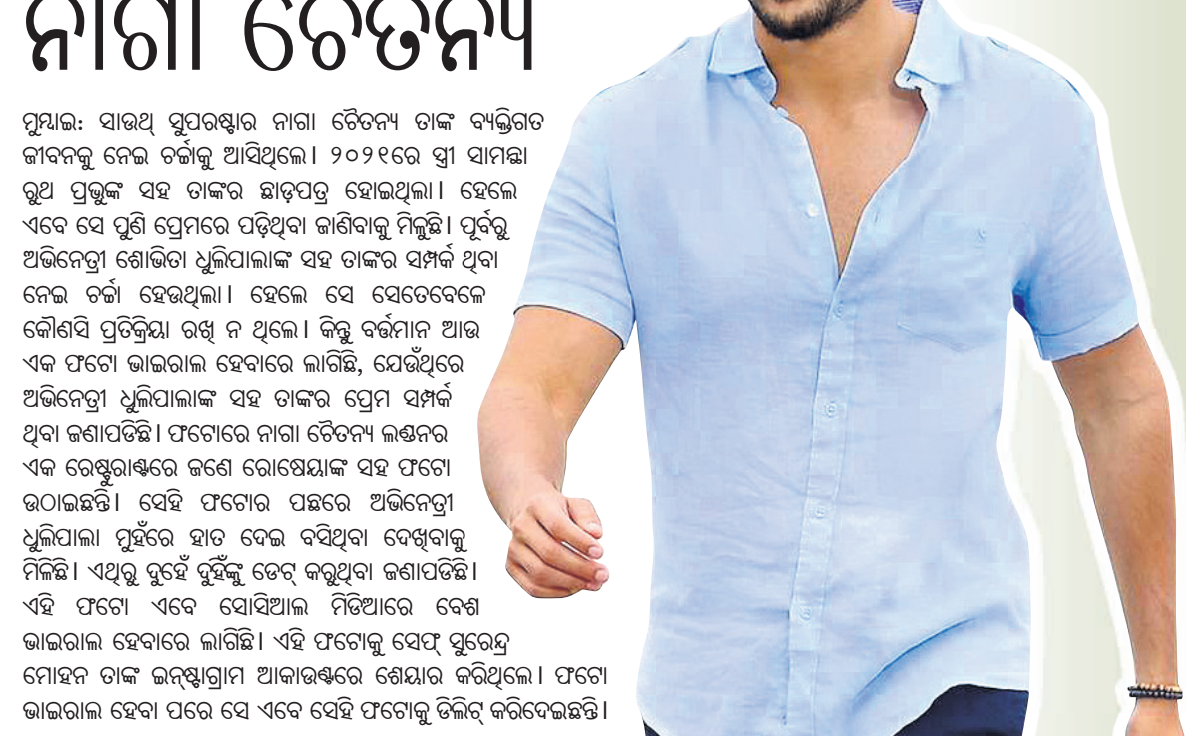 ନାଗା ଚୈତନ୍ୟ
ମୁମ୍ବାଇ: ସାଉଥ୍ ସୁପରଷ୍ଟାର ନାଗା ଚୈତନ୍ୟ ତାଙ୍କ ବ୍ୟକ୍ତିଗତ
ଜୀବନକୁ ନେଇ ଚର୍ଚ୍ଚାକୁ ଆସିଥିଲେ। ୨୦୨୧ରେ ସ୍ତ୍ରୀ ସାମନ୍ଥା
ରୁଥ ପ୍ରଭୁଙ୍କ ସହ ତାଙ୍କର ଛାଡ଼ପତ୍ର ହୋଇଥିଲା। ହେଲେ
ଏବେ ସେ ପୁଣି ପ୍ରେମରେ ପଡ଼ିଥିବା ଜାଣିବାକୁ ମିଳୁଛି। ପୂର୍ବରୁ
ଅଭିନେତ୍ରୀ ଶୋଭିତା ଧୁଲିପାଲାଙ୍କ ସହ ତାଙ୍କର ସମ୍ପର୍କ ଥିବା
ନେଇ ଚର୍ଚ୍ଚା ହେଉଥିଲା। ହେଲେ ସେ ସେତେବେଳେ
କୌଣସି ପ୍ରତିକ୍ରିୟା ରଖି ନ ଥିଲେ। କିନ୍ତୁ ବର୍ତ୍ତମାନ ଆଉ
ଏକ ଫଟୋ ଭାଇରାଲ ହେବାରେ ଲାଗିଛି, ଯେଉଁଥିରେ
ଅଭିନେତ୍ରୀ ଧୁଲିପାଲାଙ୍କ ସହ ତାଙ୍କର ପ୍ରେମ ସମ୍ପର୍କ
ଥିବା ଜଣାପଡିଛି। ଫଟୋରେ ନାଗା ଚୈତନ୍ୟ ଲଣ୍ଡନର
ଏକ ରେଷ୍ଟୁରାଣ୍ଟରେ ଜଣେ ରୋଷେୟାଙ୍କ ସହ ଫଟୋ
ଉଠାଇଛନ୍ତି। ସେହି ଫଟୋର ପଛରେ ଅଭିନେତ୍ରୀ
ଧୁଲିପାଲା ମୁହଁରେ ହାତ ଦେଇ ବସିଥିବା ଦେଖିବାକୁ
ମିଳିଛି। ଏଥିରୁ ଦୁହେଁ ଦୁହିଁଙ୍କୁ ଡେଟ୍ କରୁଥିବା ଜଣାପଡିଛି।
ଏହି ଫଟୋ ଏବେ ସୋସିଆଲ ମିଡିଆରେ ବେଶ
ଭାଇରାଲ ହେବାରେ ଲାଗିଛି। ଏହି ଫଟୋକୁ ସେଫ୍ ସୁରେନ୍ଦ୍ର
ମୋହନ ତାଙ୍କ ଇନ୍‌ଷ୍ଟାଗ୍ରାମ ଆକାଉଣ୍ଟରେ ଶେୟାର କରିଥିଲେ। ଫଟୋ
ଭାଇରାଲ ହେବା ପରେ ସେ ଏବେ ସେହି ଫଟୋକୁ ଡିଲିଟ୍ କରିଦେଇଛନ୍ତି।